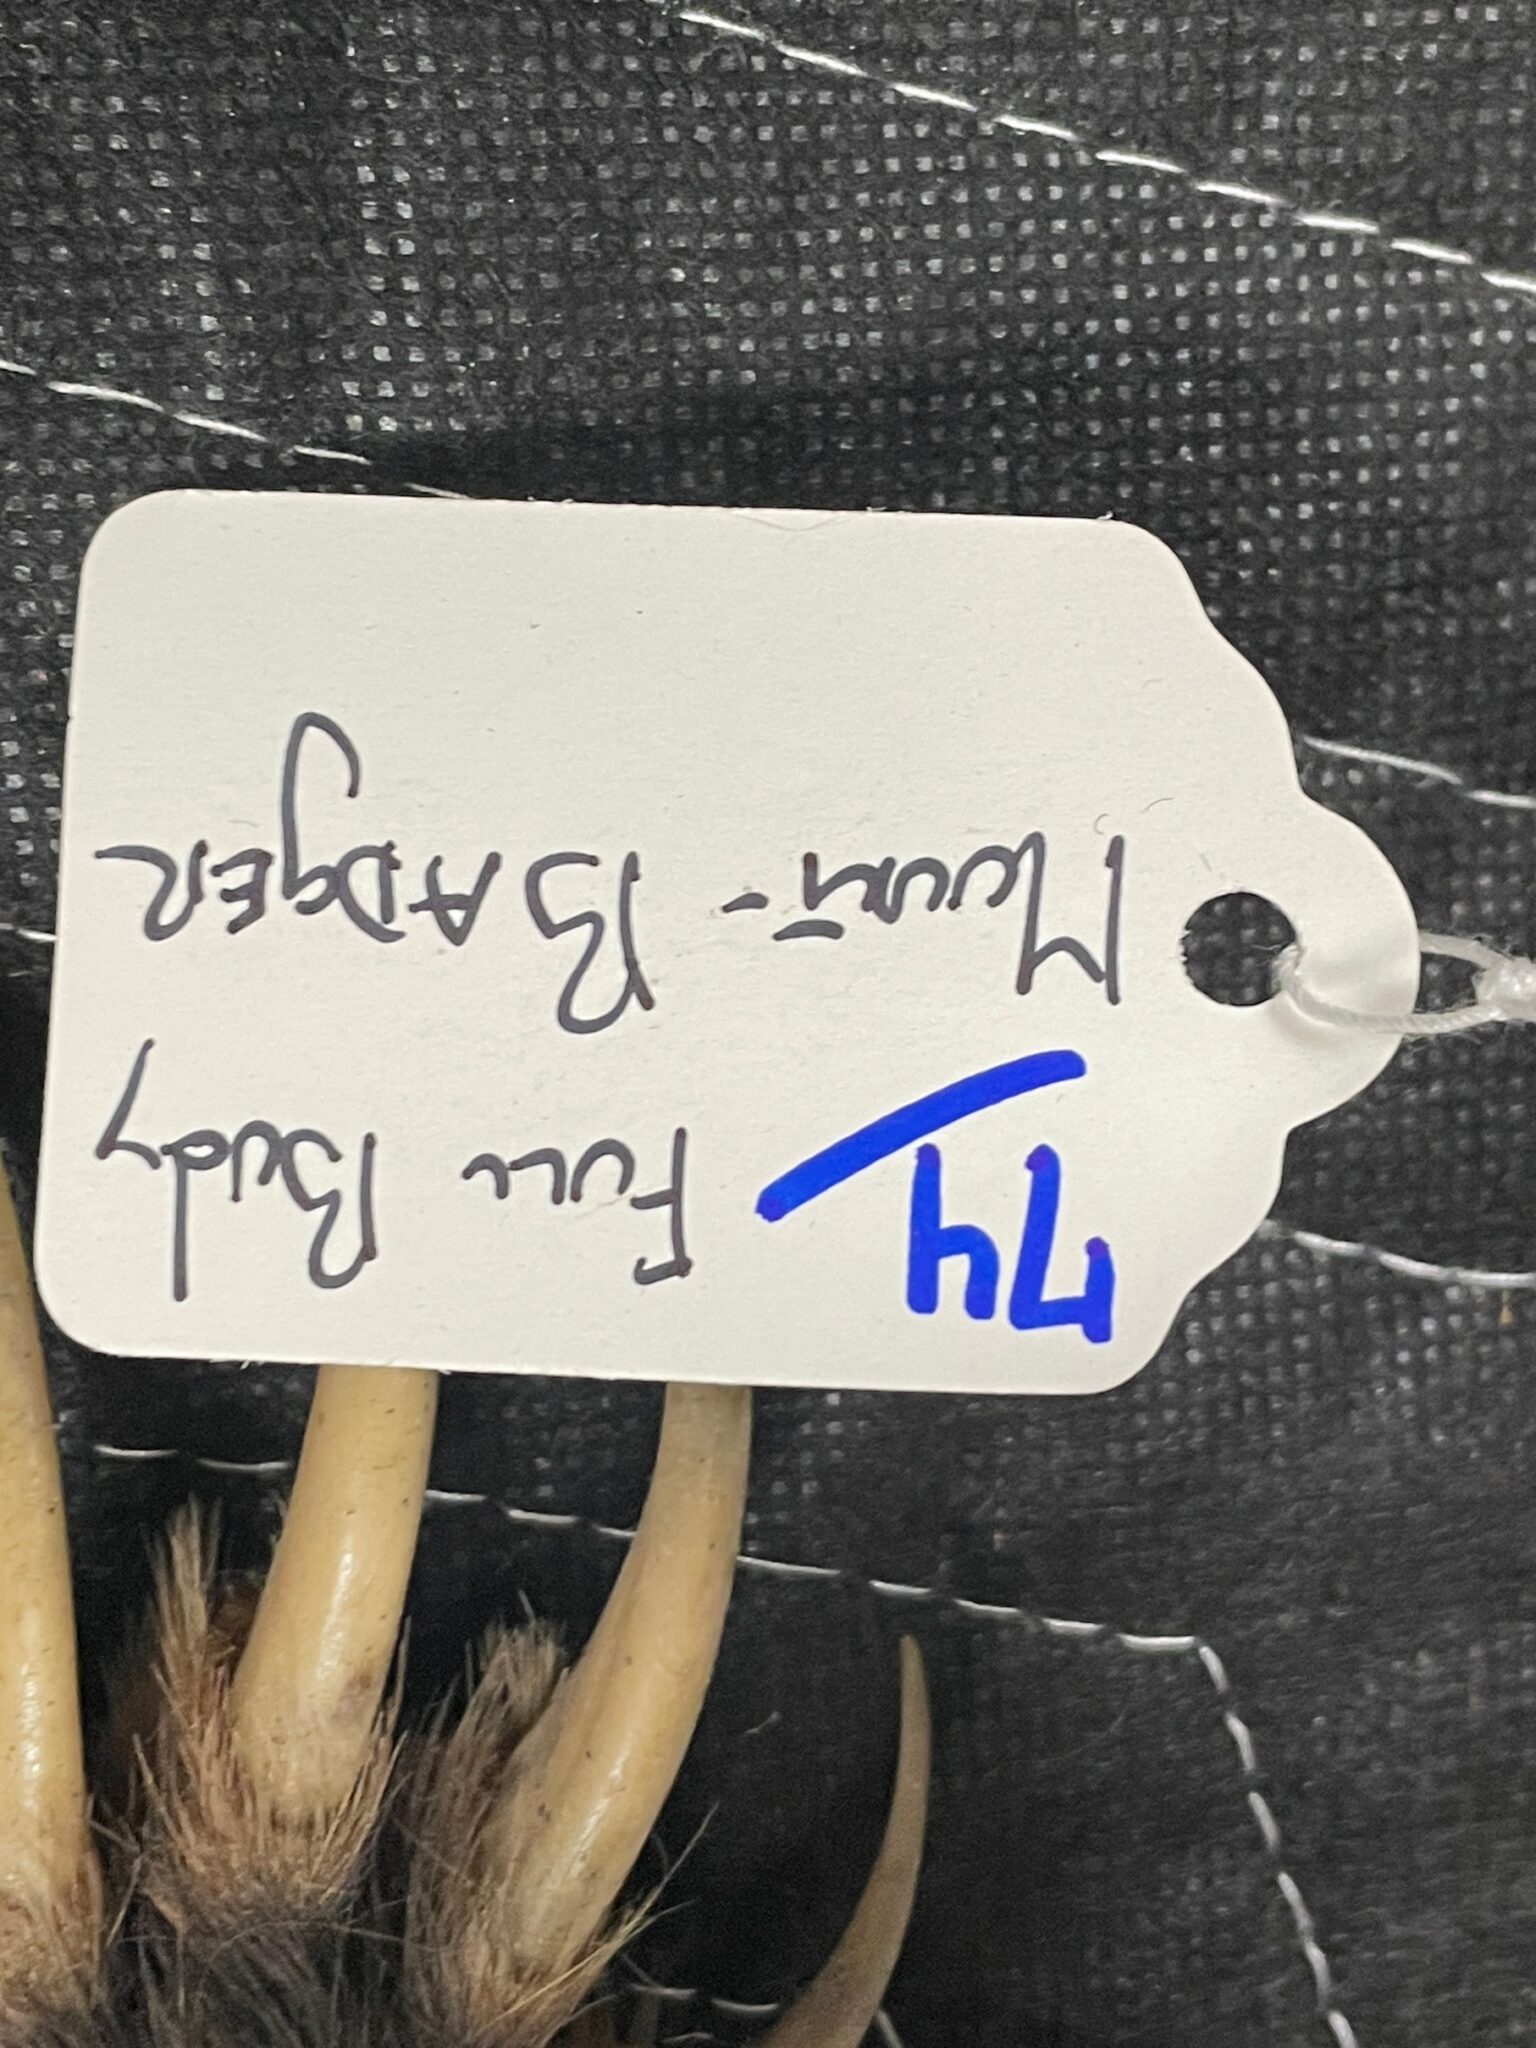 74 Full Body
Mount - BADgER